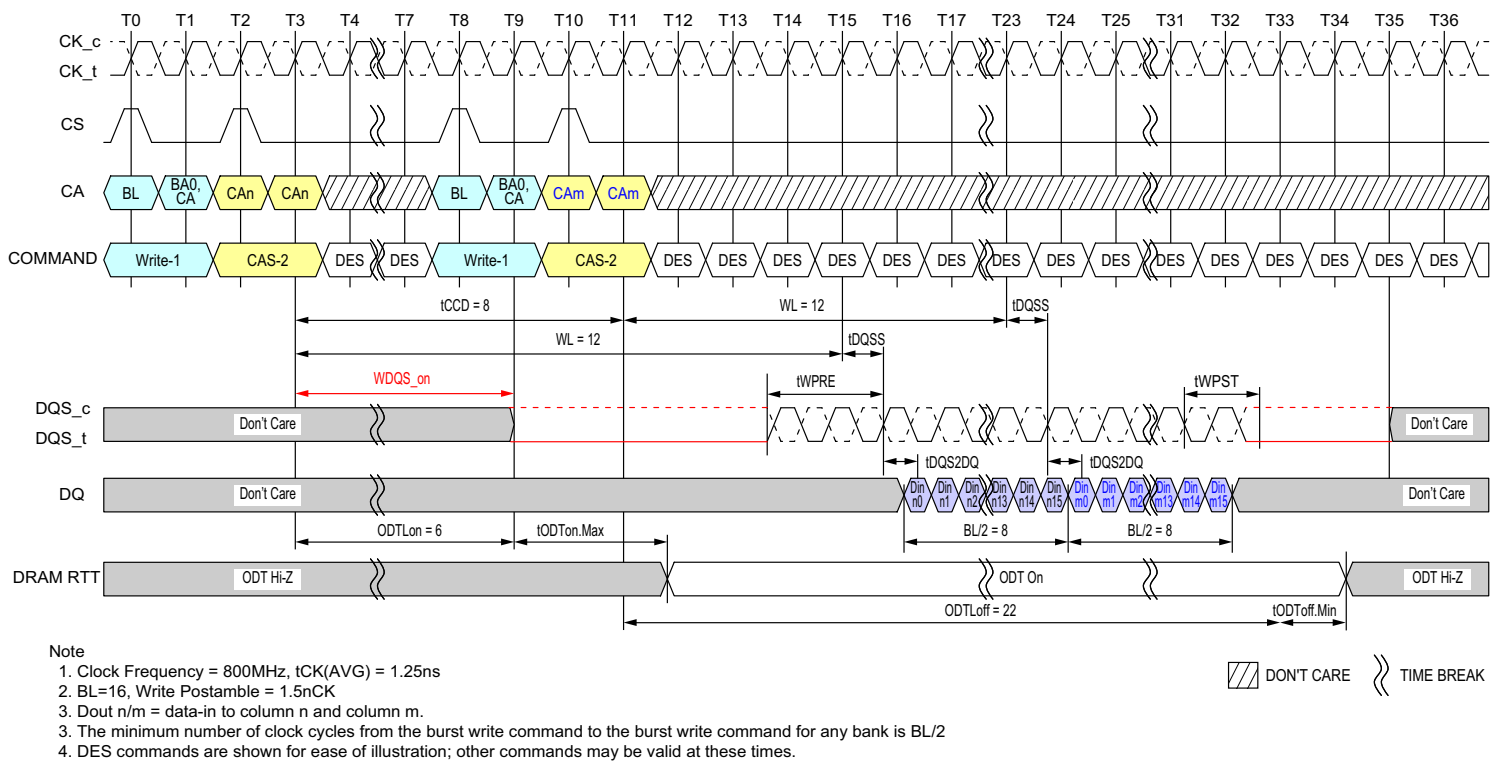 T0 T1 T2 T3 T4 T7 T8 T9 T10 T11 T12 T13 T14 T15 T16 T17 T23 T24 T25 T31 T32 T33 T34 T35 T36
CK_c
CK_t
CS
CA BL BA0, CA CAn CAn BL BA0, CA CAm CAm
COMMAND Write-1 CAS-2 DES DES Write-1 CAS-2 DES DES DES DES DES DES DES DES DES DES DES DES DES DES DES
tCCD = 8 WL = 12 tDQSS
WL = 12 tDQSS
WDQS_on tWPRE tWPST
DQS_c
DQS_t
Don't Care Don't Care
tDQS2DQ tDQS2DQ
DQ Don't Care Din n0 Din n1 Din n2 Din n13 Din n14 Din n15 Din m0 Din m1 Din m2 Din m13 Din m14 Din m15 Don't Care
ODTLon = 6 tODTon.Max BL/2 = 8 BL/2 = 8
DRAM RTT ODT Hi-Z ODT On ODT Hi-Z
ODTLoff = 22 tODToff.Min
Note
1. Clock Frequency = 800MHz, tCK(AVG) = 1.25ns
2. BL=16, Write Postamble = 1.5nCK
3. Dout n/m = data-in to column n and column m.
3. The minimum number of clock cycles from the burst write command to the burst write command for any bank is BL/2
4. DES commands are shown for ease of illustration; other commands may be valid at these times.
DON'T CARE TIME BREAK